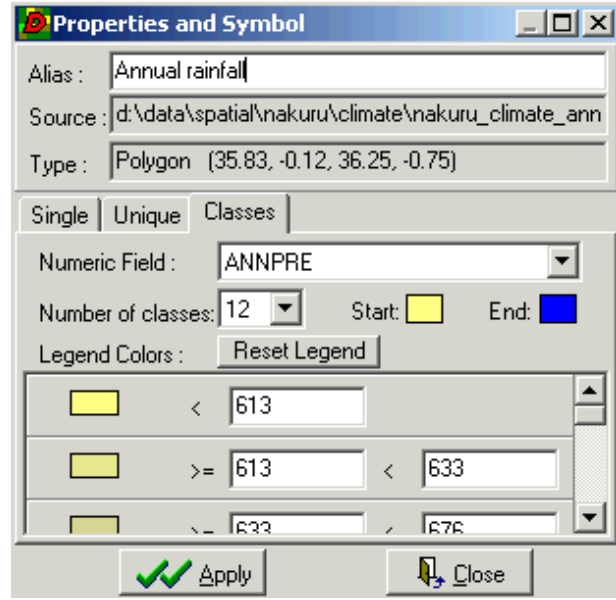 Properties and Symbol
Alias : Annual rainfall
Source : d:\data\spatial\nakuru\climate\nakuru_climate_ann
Type : Polygon (35.83, -0.12, 36.25, -0.75)
Single Unique Classes
Numeric Field : ANNPRE
Number of classes: 12 Start: End:
Legend Colors : Reset Legend
< 613
>= 613 < 633
>= 633 < 676
Apply Close